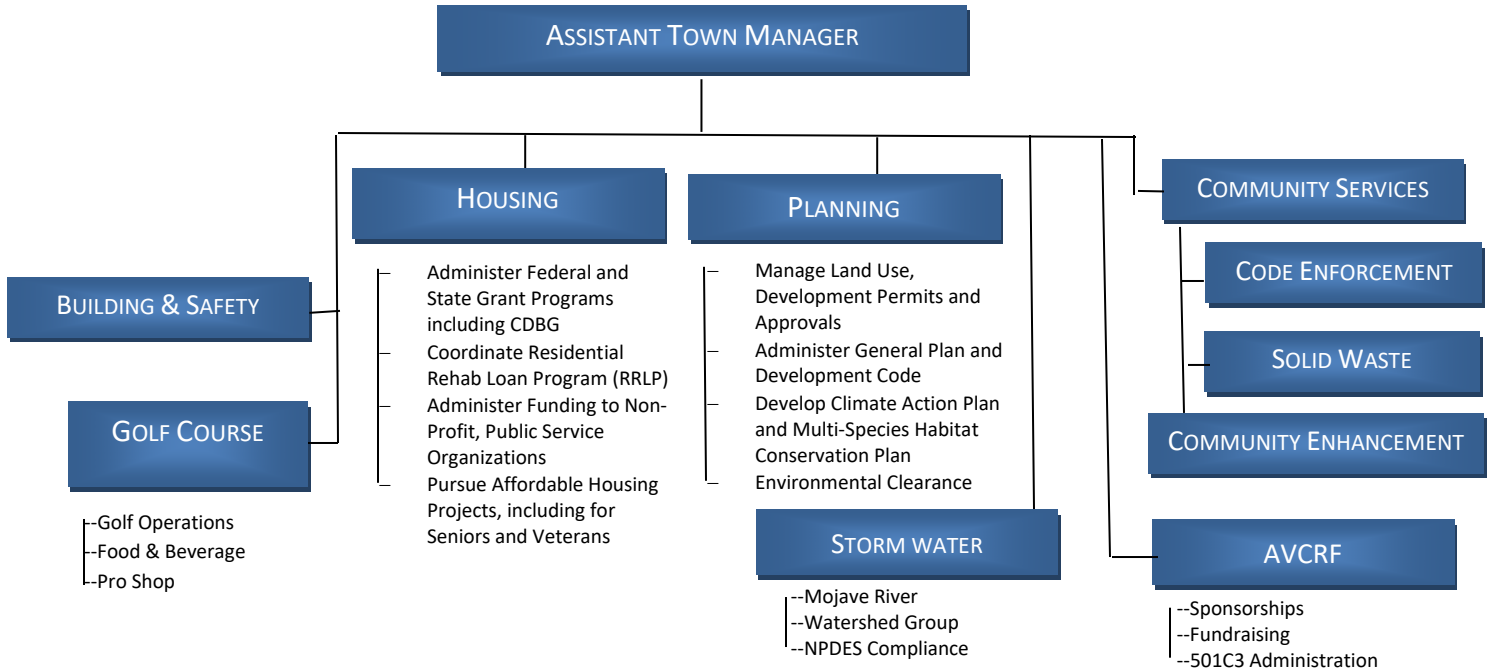 ASSISTANT TOWN MANAGER
HOUSING
– Administer Federal and
State Grant Programs
including CDBG
– Coordinate Residential
Rehab Loan Program (RRLP)
– Administer Funding to Non-
Profit, Public Service
Organizations
– Pursue Affordable Housing
Projects, including for
Seniors and Veterans
PLANNING
– Manage Land Use,
Development Permits and
Approvals
– Administer General Plan and
Development Code
– Develop Climate Action Plan
and Multi-Species Habitat
Conservation Plan
– Environmental Clearance
COMMUNITY SERVICES
CODE ENFORCEMENT
SOLID WASTE
COMMUNITY ENHANCEMENT
BUILDING & SAFETY
GOLF COURSE
--Golf Operations
--Food & Beverage
--Pro Shop
STORM WATER
--Mojave River
--Watershed Group
--NPDES Compliance
AVCRF
--Sponsorships
--Fundraising
--501C3 Administration